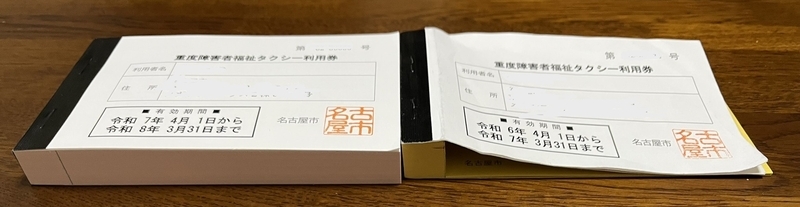 第 号
重度障害者福祉タクシー利用券
利用者名
住所
■有効期間■
令和 7年 4月 1日から
令和 8年 3月31日まで
名古屋市
名古屋市
第 号
重度障害者福祉タクシー利用券
利用者名
住所
■有効期間■
令和 6年 4月 1日から
令和 7年 3月31日まで
名古屋市
名古屋市